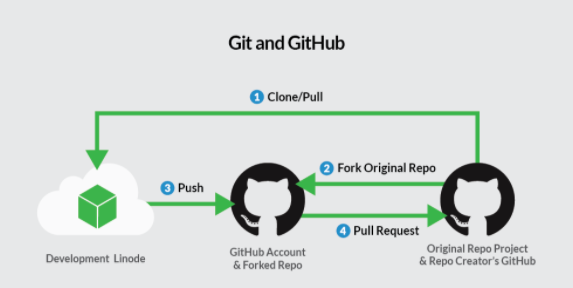 Git and GitHub
1 Clone/Pull
2 Fork Original Repo
3 Push
4 Pull Request
Development Linode
GitHub Account
& Forked Repo
Original Repo Project
& Repo Creator's GitHub